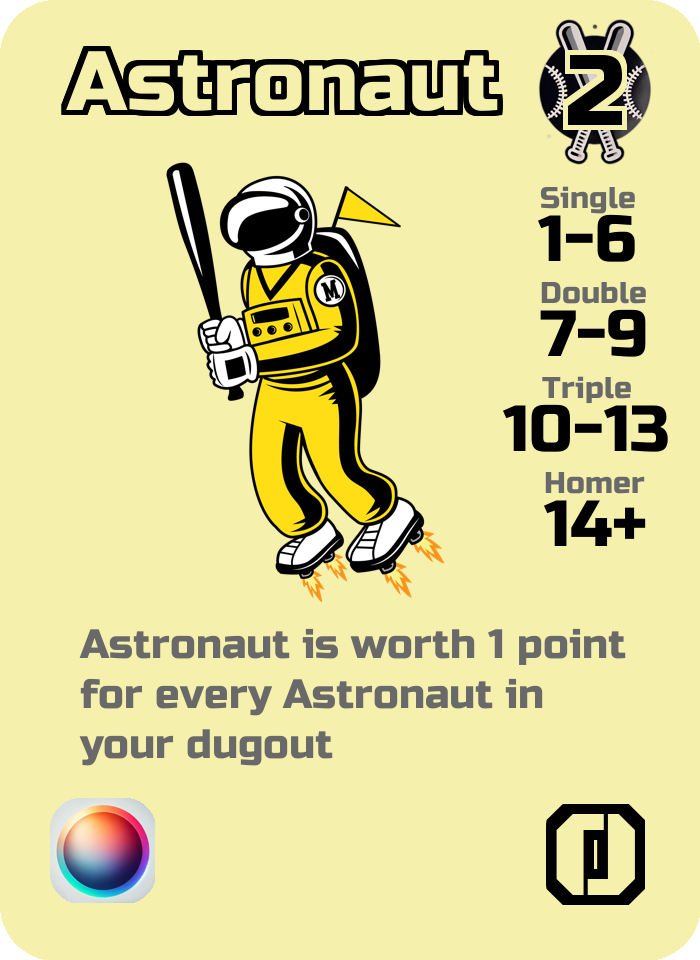 Astronaut
2
Single
1-6
Double
7-9
Triple
10-13
Homer
14+
M
Astronaut is worth 1 point
for every Astronaut in
your dugout